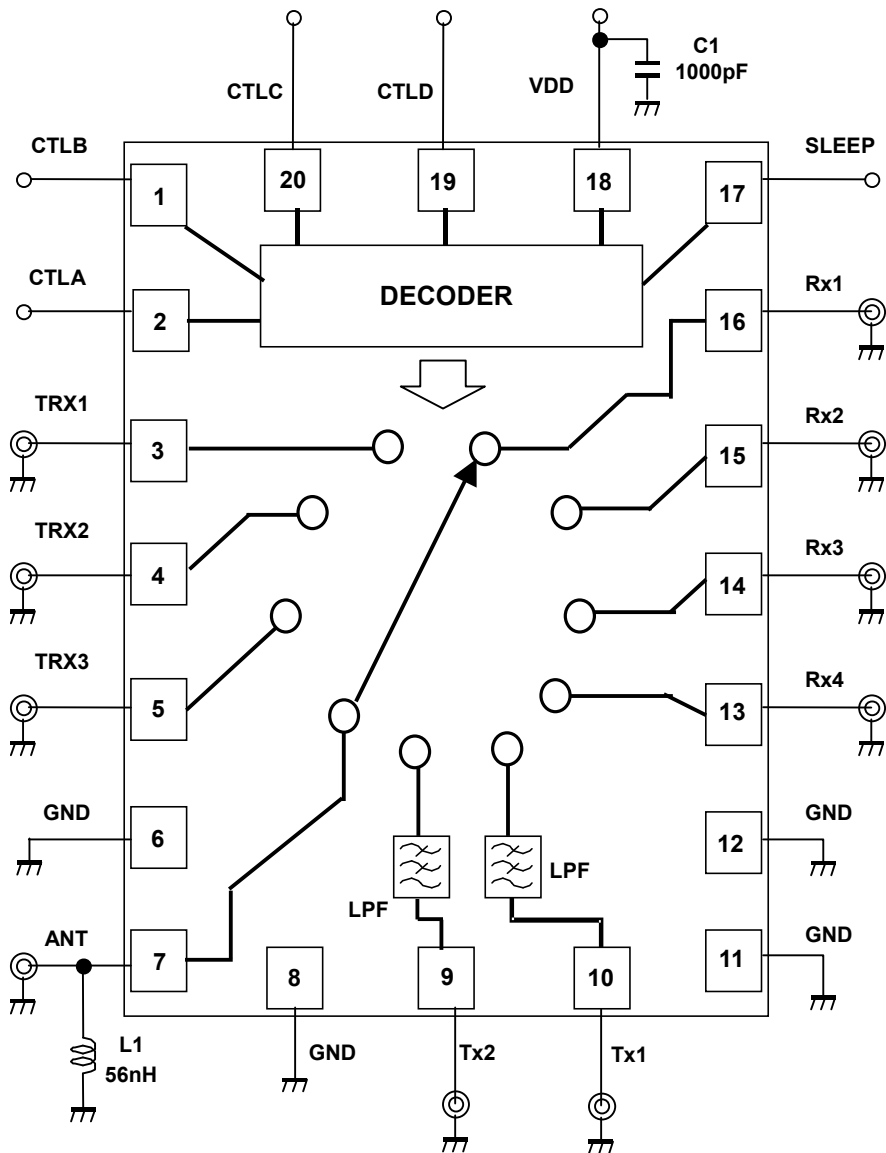 C1
1000pF
CTLC
CTLD
VDD
CTLB
SLEEP
1
20
19
18
17
CTLA
DECODER
Rx1
2
16
TRX1
Rx2
3
15
TRX2
Rx3
4
14
TRX3
Rx4
5
13
GND
GND
6
12
LPF
LPF
ANT
GND
7
8
9
10
11
L1
56nH
GND
Tx2
Tx1